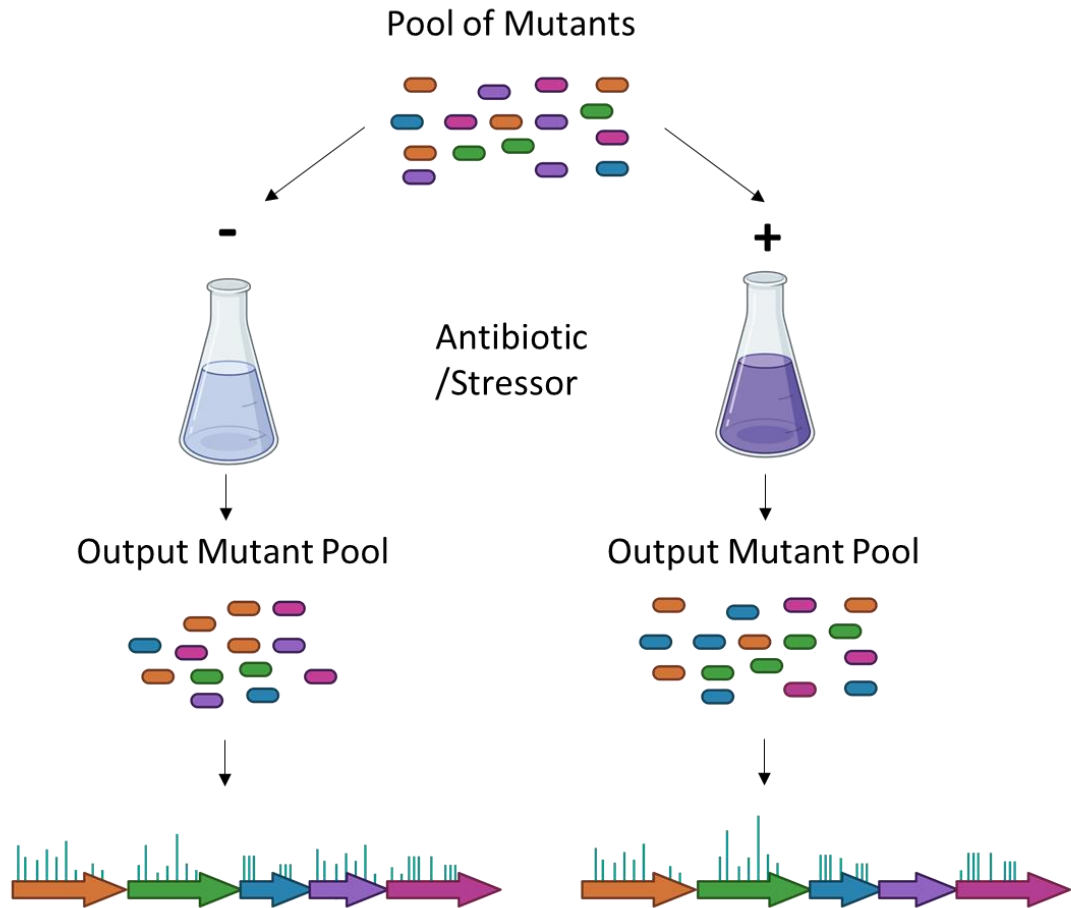 Pool of Mutants
- +
Antibiotic
/Stressor
Output Mutant Pool
Output Mutant Pool